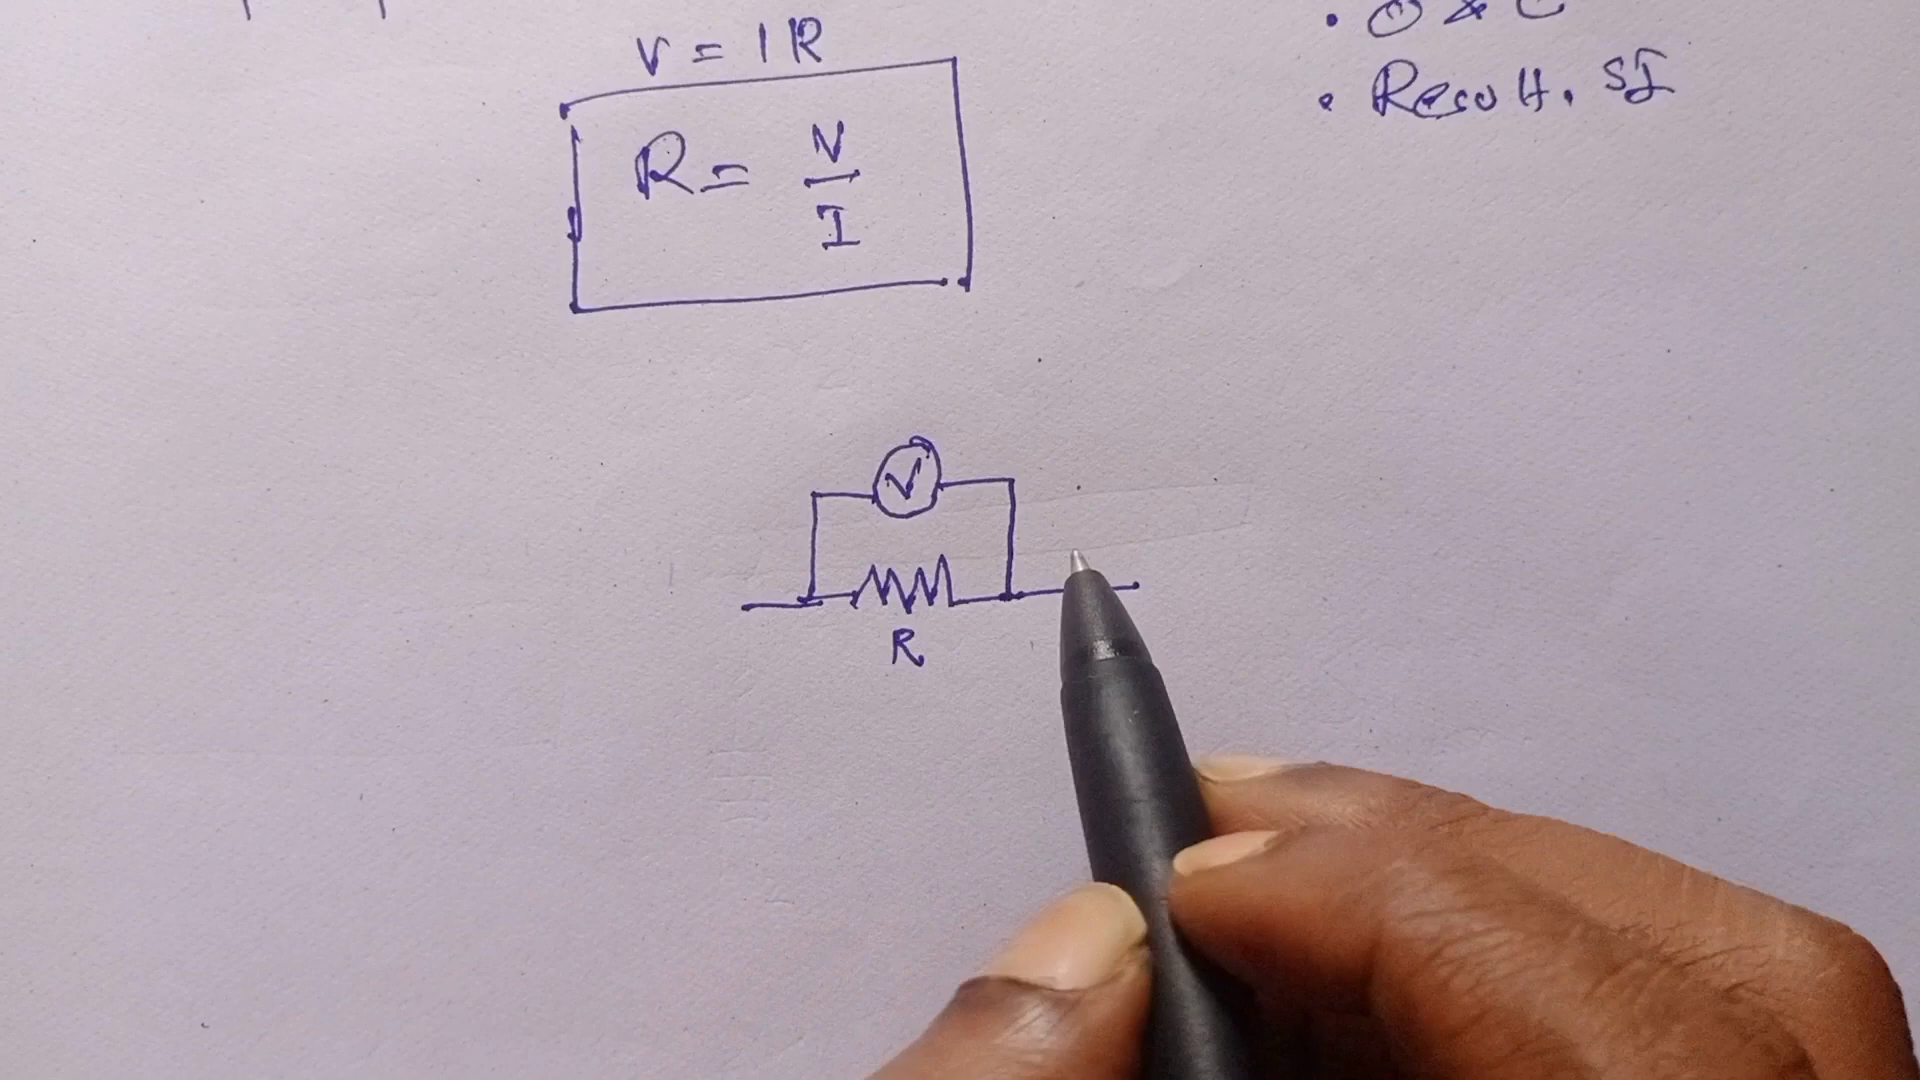 V = IR
R = V
I
• Result. SI
V
R